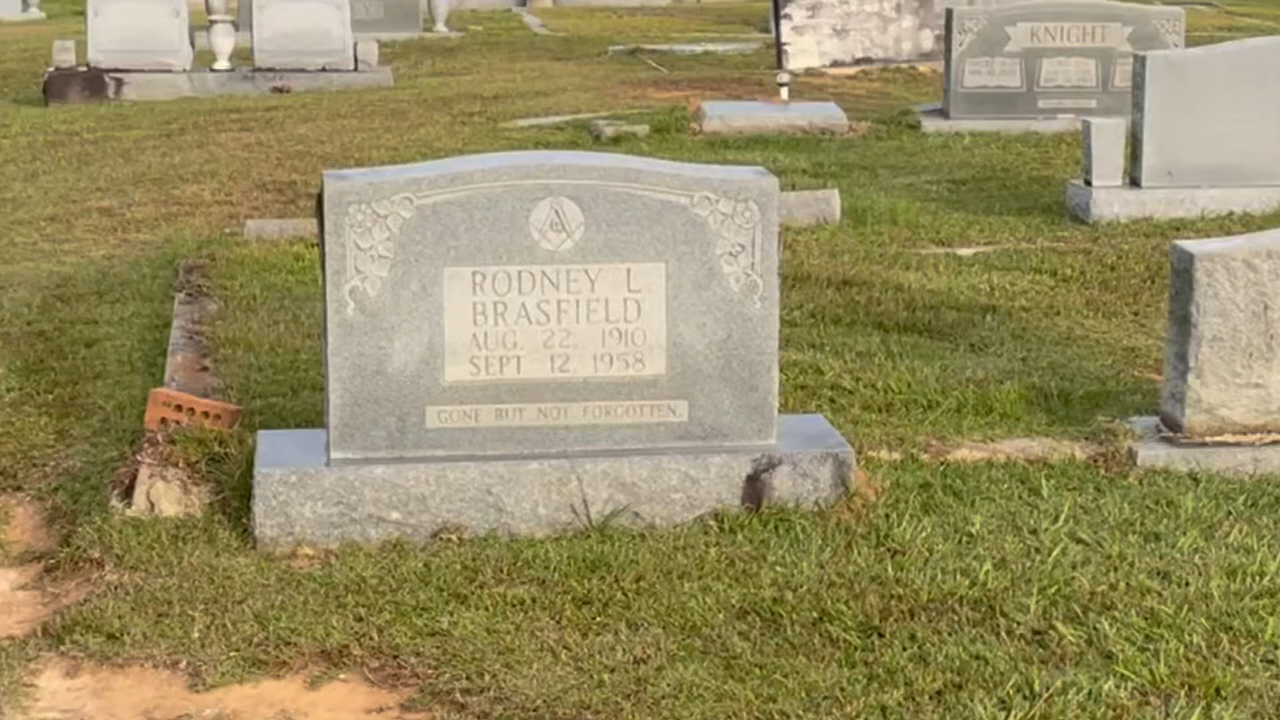 KNIGHT
RODNEY L
BRASFIELD
AUG. 22, 1910
SEPT. 12, 1958
GONE BUT NOT FORGOTTEN.